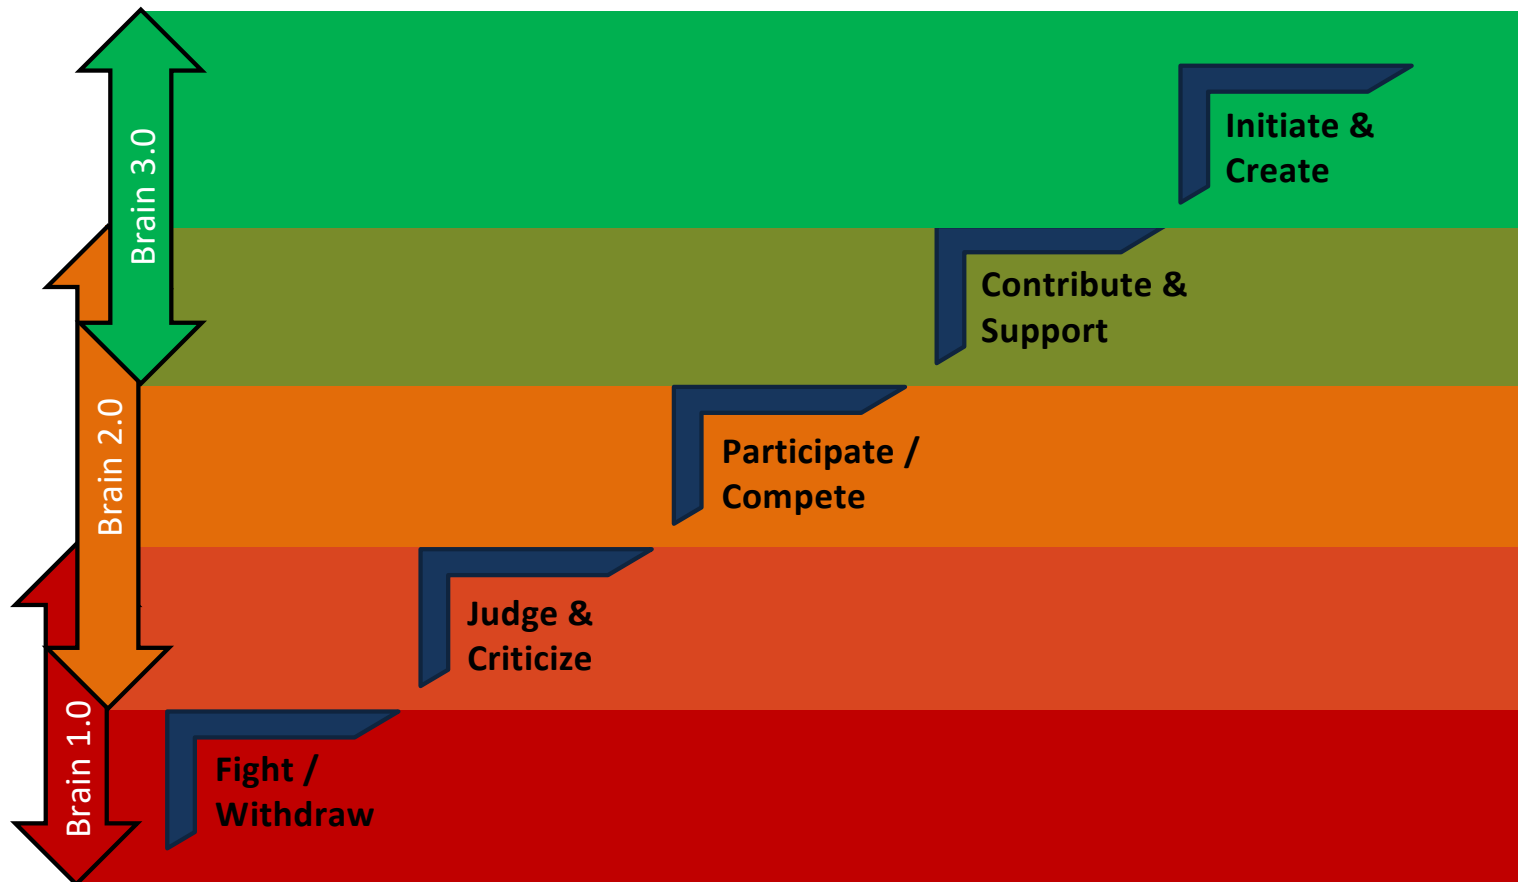 Brain 3.0
Initiate &
Create
Contribute &
Support
Brain 2.0
Participate /
Compete
Judge &
Criticize
Brain 1.0
Fight /
Withdraw